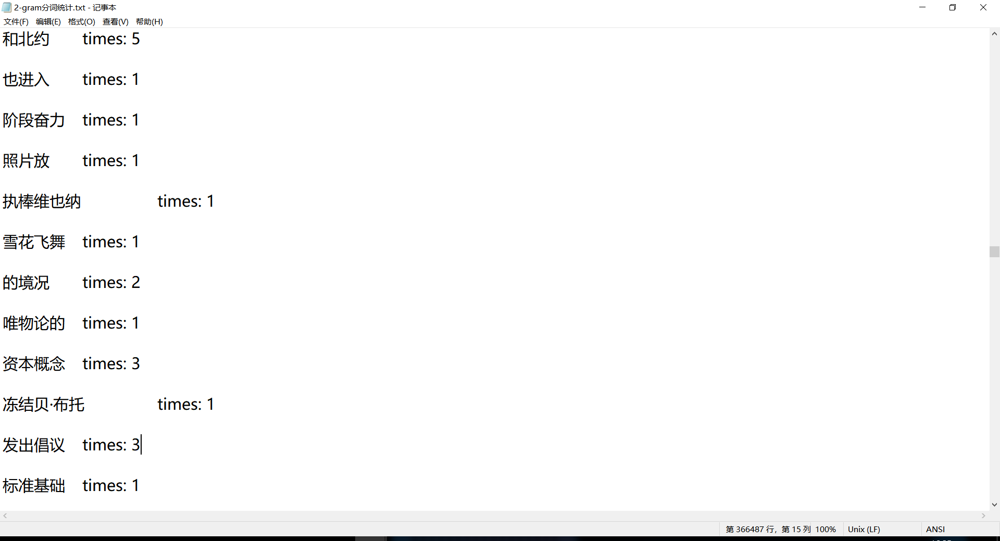 2-gram分词统计.txt - 记事本
文件(F) 编辑(E) 格式(O) 查看(V) 帮助(H)
和北约 times: 5
也进入 times: 1
阶段奋力 times: 1
照片放 times: 1
执棒维也纳 times: 1
雪花飞舞 times: 1
的境况 times: 2
唯物论的 times: 1
资本概念 times: 3
冻结贝·布托 times: 1
发出倡议 times: 3
标准基础 times: 1
第 366487 行，第 15 列 100% Unix (LF) ANSI